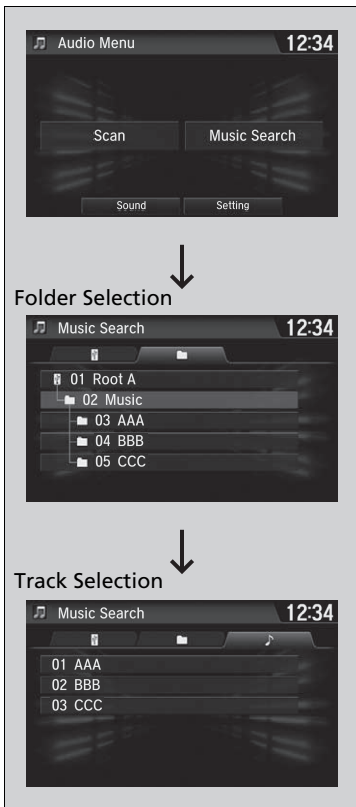 Audio Menu 12:34
Scan Music Search
Sound Setting
Folder Selection
Music Search 12:34
01 Root A
02 Music
03 AAA
04 BBB
05 CCC
Track Selection
Music Search 12:34
01 AAA
02 BBB
03 CCC